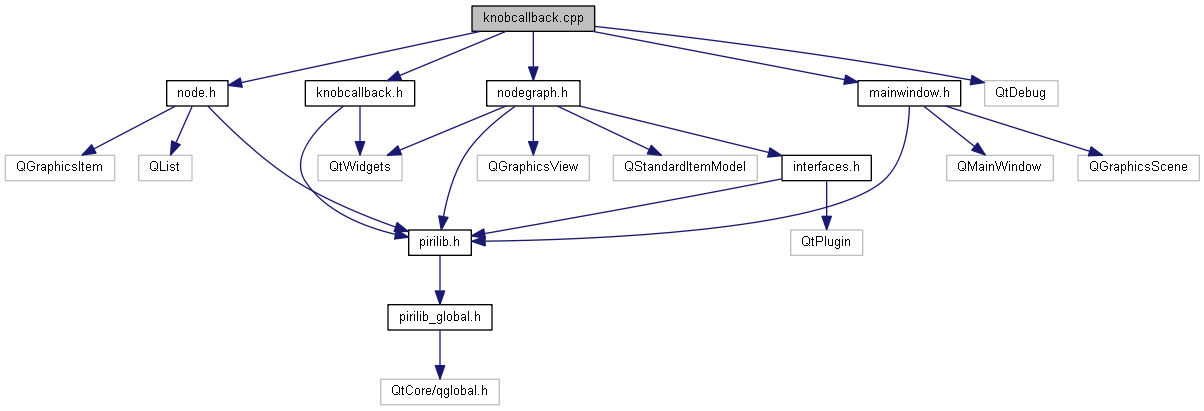 knobcallback.cpp
node.h
knobcallback.h
nodegraph.h
mainwindow.h
QtDebug
QGraphicsItem
QList
QtWidgets
QGraphicsView
QStandardItemModel
interfaces.h
QMainWindow
QGraphicsScene
pirilib.h
QtPlugin
pirilib_global.h
QtCore/qglobal.h